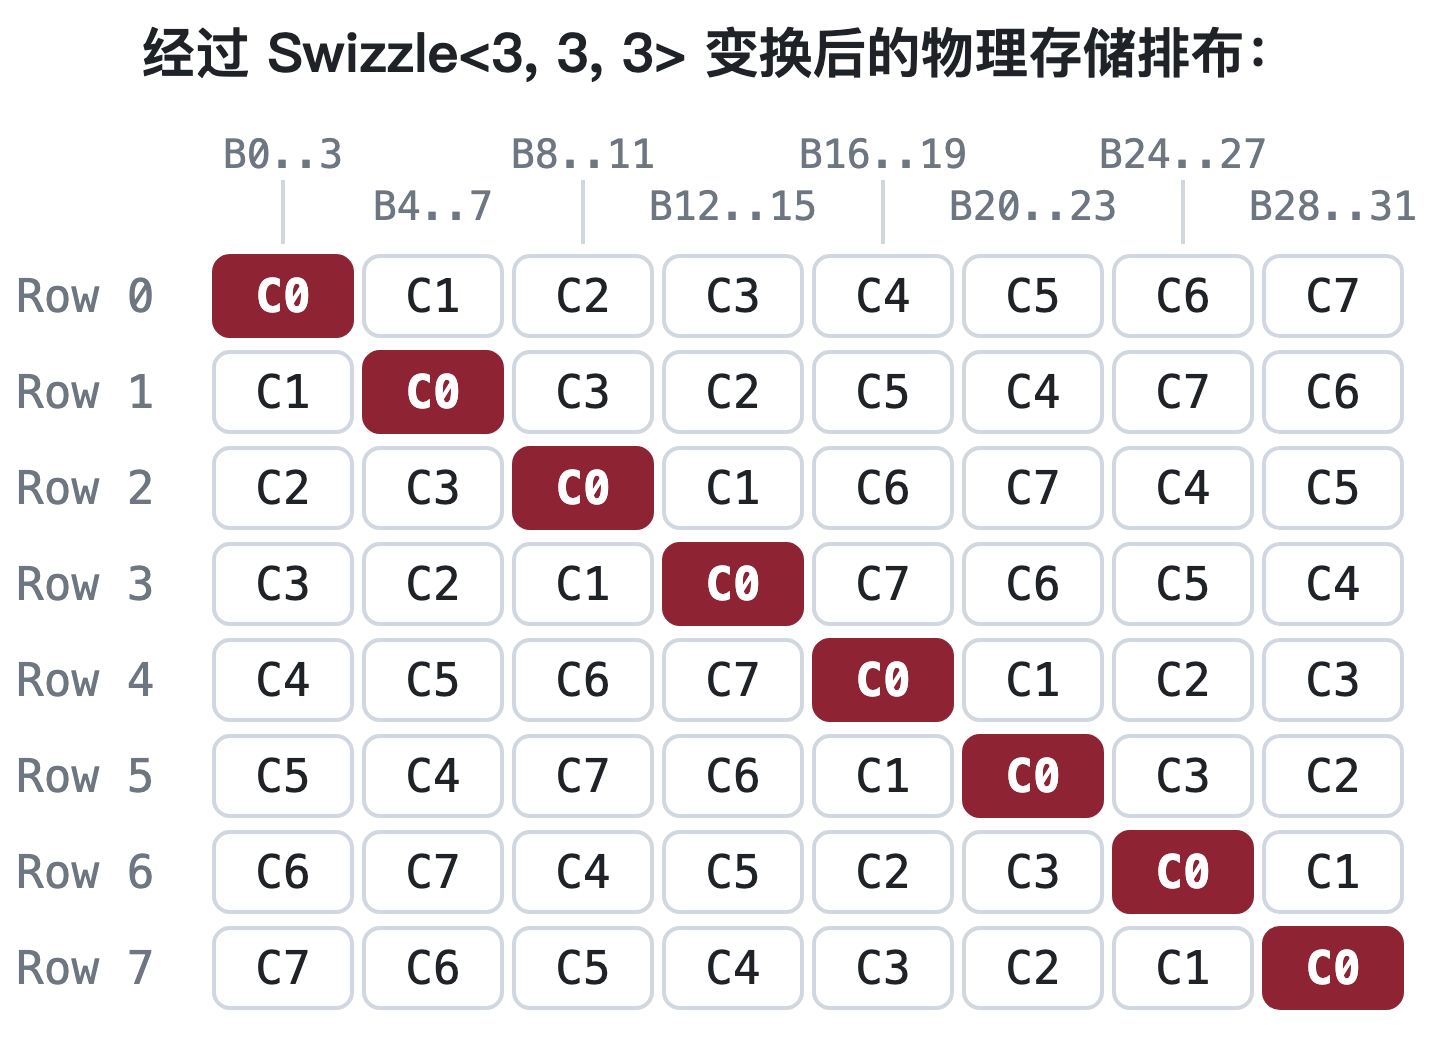 经过 Swizzle<3, 3, 3> 变换后的物理存储排布：
B0..3 B8..11 B16..19 B24..27
B4..7 B12..15 B20..23 B28..31
Row 0 C0 C1 C2 C3 C4 C5 C6 C7
Row 1 C1 C0 C3 C2 C5 C4 C7 C6
Row 2 C2 C3 C0 C1 C6 C7 C4 C5
Row 3 C3 C2 C1 C0 C7 C6 C5 C4
Row 4 C4 C5 C6 C7 C0 C1 C2 C3
Row 5 C5 C4 C7 C6 C1 C0 C3 C2
Row 6 C6 C7 C4 C5 C2 C3 C0 C1
Row 7 C7 C6 C5 C4 C3 C2 C1 C0